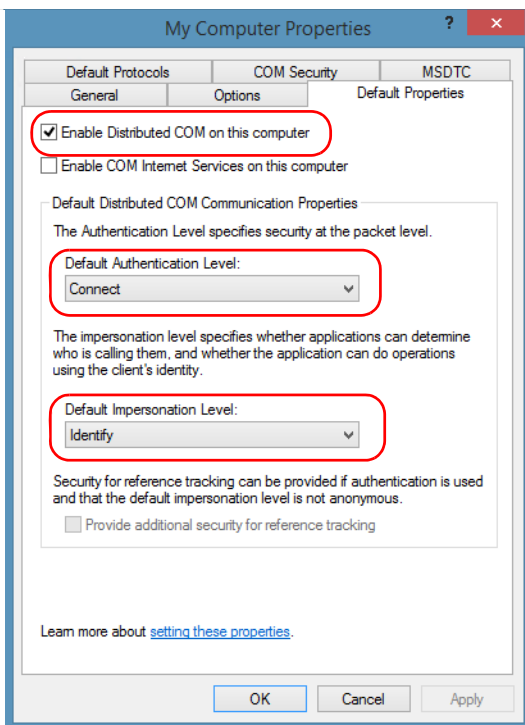 My Computer Properties
?
×
Default Protocols
COM Security
MSDTC
General
Options
Default Properties
Enable Distributed COM on this computer
Enable COM Internet Services on this computer
Default Distributed COM Communication Properties
The Authentication Level specifies security at the packet level.
Default Authentication Level:
Connect
The impersonation level specifies whether applications can determine
who is calling them, and whether the application can do operations
using the client's identity.
Default Impersonation Level:
Identify
Security for reference tracking can be provided if authentication is used
and that the default impersonation level is not anonymous.
Provide additional security for reference tracking
Learn more about setting these properties.
OK
Cancel
Apply